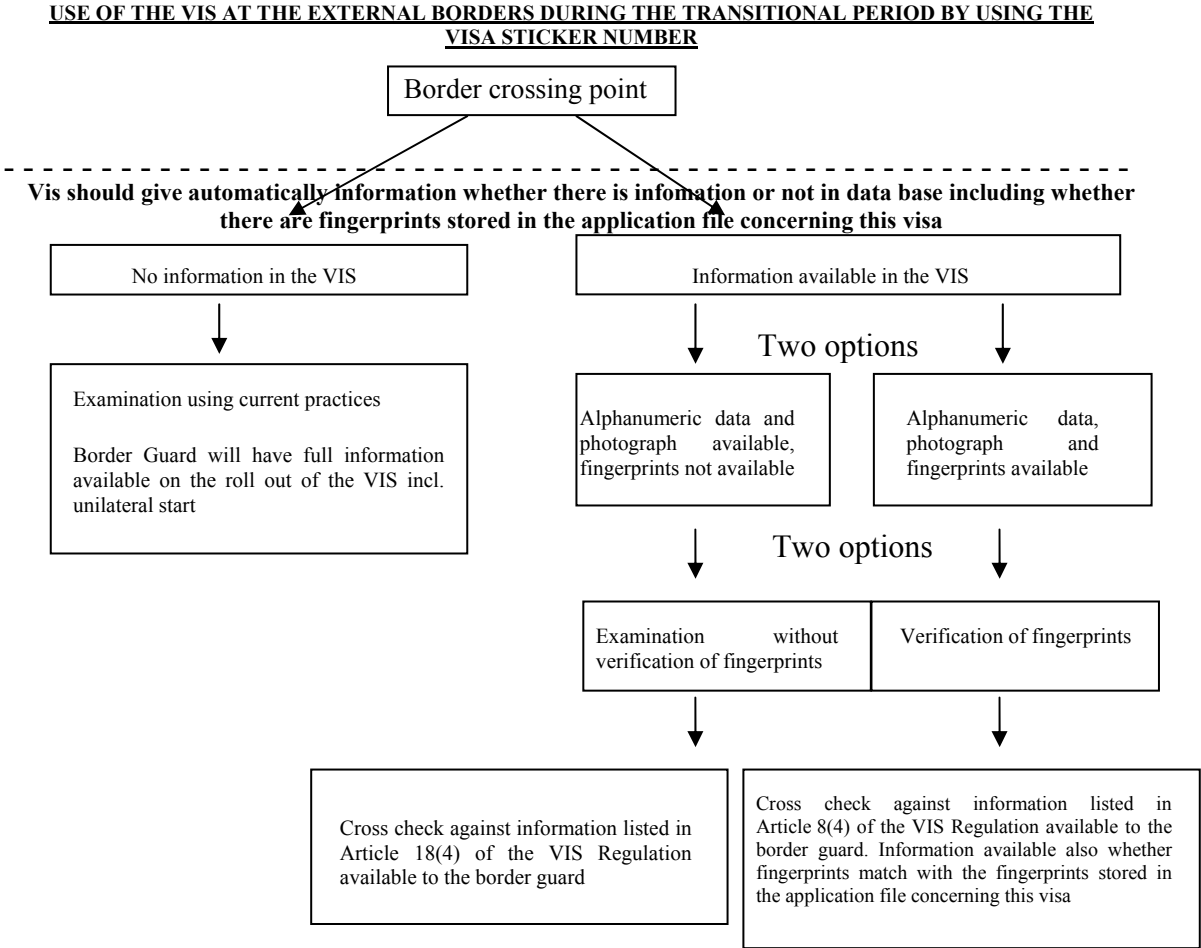 USE OF THE VIS AT THE EXTERNAL BORDERS DURING THE TRANSITIONAL PERIOD BY USING THE
VISA STICKER NUMBER
Border crossing point
Vis should give automatically information whether there is infomation or not in data base including whether
there are fingerprints stored in the application file concerning this visa
No information in the VIS
Information available in the VIS
Two options
Examination using current practices
Border Guard will have full information
available on the roll out of the VIS incl.
unilateral start
Alphanumeric data and
photograph available,
fingerprints not available
Alphanumeric data,
photograph and
fingerprints available
Two options
Examination without
verification of fingerprints
Verification of fingerprints
Cross check against information listed in
Article 18(4) of the VIS Regulation
available to the border guard
Cross check against information listed in
Article 8(4) of the VIS Regulation available to the
border guard. Information available also whether
fingerprints match with the fingerprints stored in
the application file concerning this visa